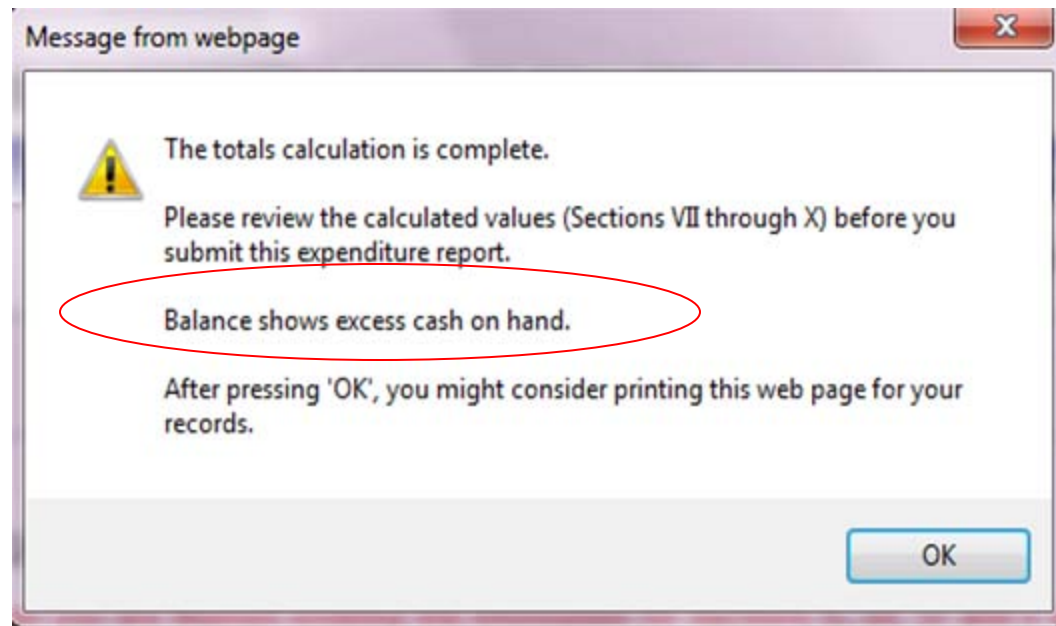 Message from webpage
The totals calculation is complete.
Please review the calculated values (Sections VII through X) before you
submit this expenditure report.
Balance shows excess cash on hand.
After pressing 'OK', you might consider printing this web page for your
records.
OK